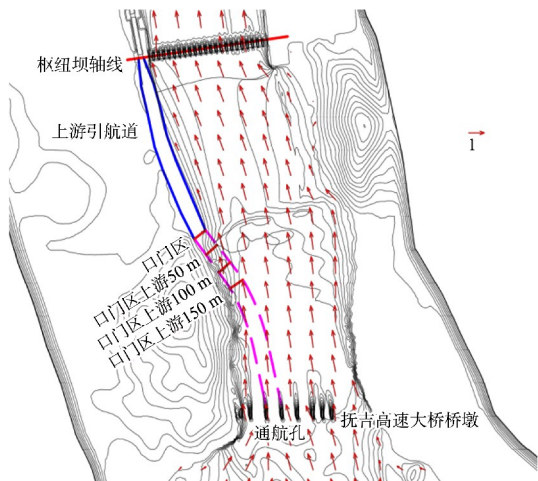 枢纽坝轴线
上游引航道
1
口门区
口门区上游50 m
口门区上游100 m
口门区上游150 m
通航孔
抚吉高速大桥桥墩